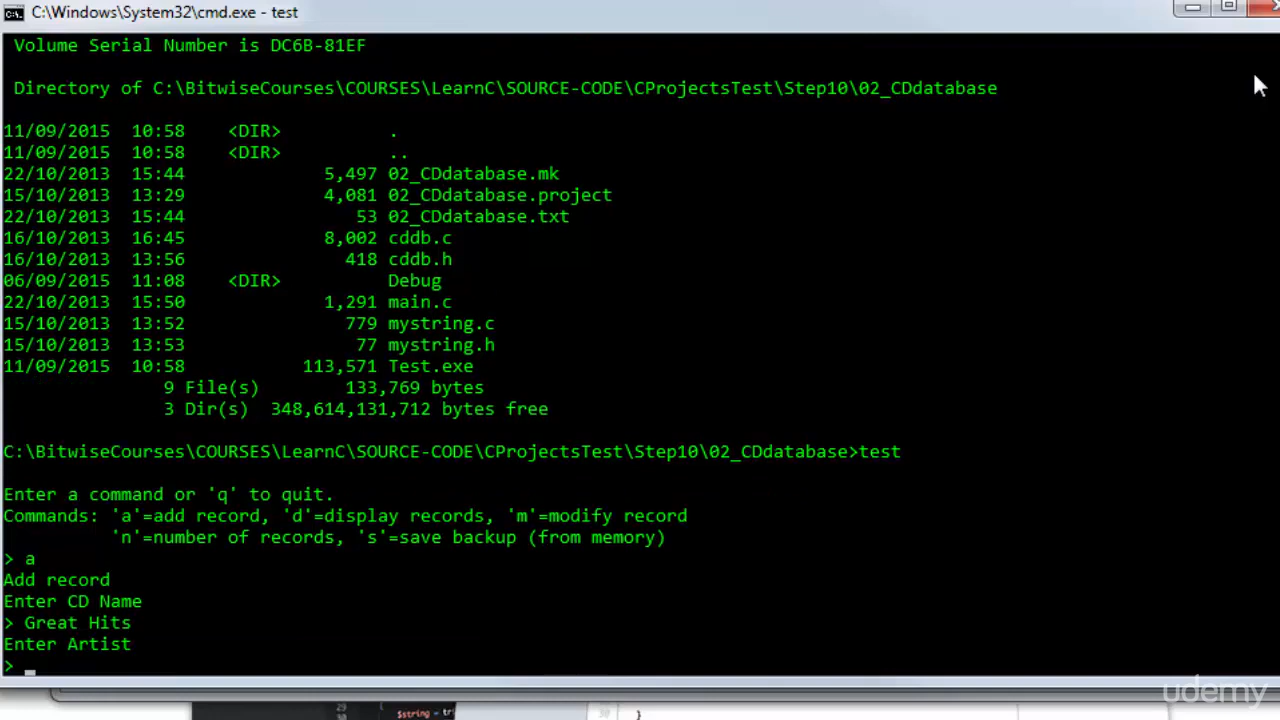 C:\Windows\System32\cmd.exe - test
Volume Serial Number is DC6B-81EF
Directory of C:\BitwiseCourses\COURSES\LearnC\SOURCE-CODE\CProjectsTest\Step10\02_CDdatabase
11/09/2015  10:58    <DIR>          .
11/09/2015  10:58    <DIR>          ..
22/10/2013  15:44             5,497 02_CDdatabase.mk
15/10/2013  13:29             4,081 02_CDdatabase.project
22/10/2013  15:44                53 02_CDdatabase.txt
16/10/2013  16:45             8,002 cddb.c
16/10/2013  13:56               418 cddb.h
06/09/2015  11:08    <DIR>          Debug
22/10/2013  15:50             1,291 main.c
15/10/2013  13:52               779 mystring.c
15/10/2013  13:53                77 mystring.h
11/09/2015  10:58           113,571 Test.exe
9 File(s)        133,769 bytes
3 Dir(s)  348,614,131,712 bytes free
C:\BitwiseCourses\COURSES\LearnC\SOURCE-CODE\CProjectsTest\Step10\02_CDdatabase>test
Enter a command or 'q' to quit.
Commands: 'a'=add record, 'd'=display records, 'm'=modify record
'n'=number of records, 's'=save backup (from memory)
> a
Add record
Enter CD Name
> Great Hits
Enter Artist
> _
udemy
29
30
$string =
30 }